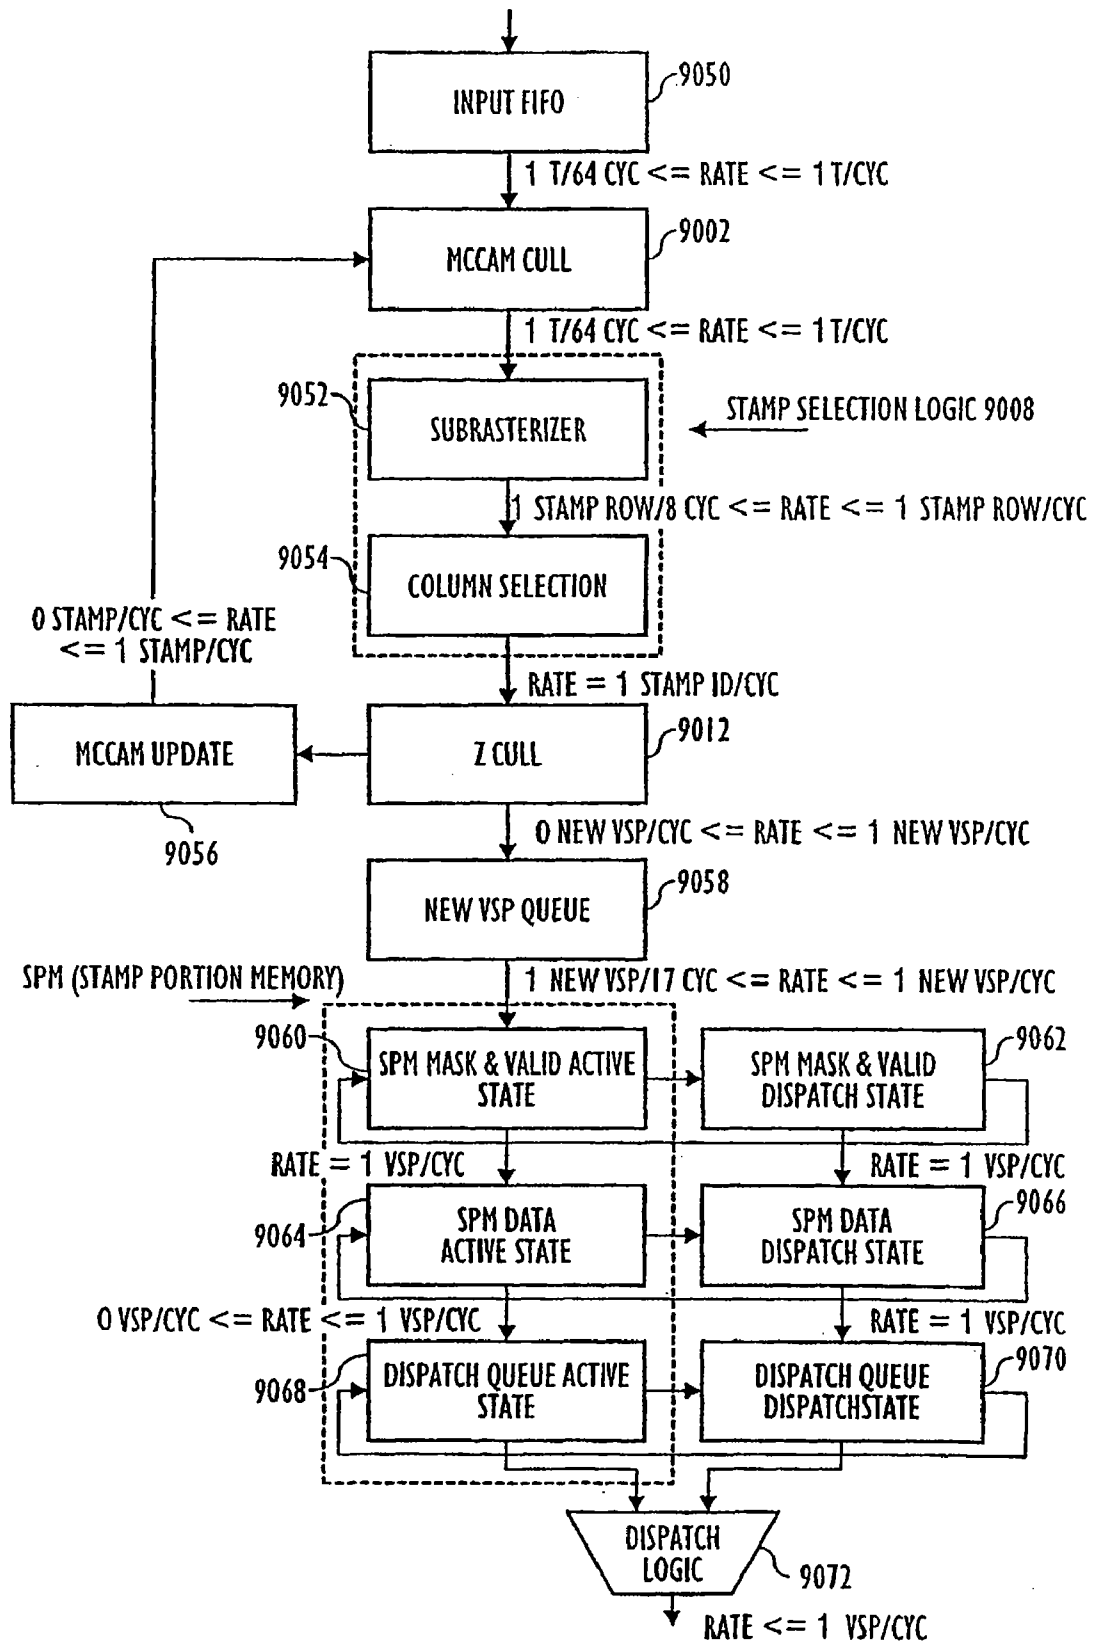 9050
INPUT FIFO
1 T/64 CYC <= RATE <= 1 T/CYC
9002
MCCAM CULL
1 T/64 CYC <= RATE <= 1 T/CYC
9052
SUBRASTERIZER
STAMP SELECTION LOGIC 9008
1 STAMP ROW/8 CYC <= RATE <= 1 STAMP ROW/CYC
9054
COLUMN SELECTION
0 STAMP/CYC <= RATE
<= 1 STAMP/CYC
RATE = 1 STAMP ID/CYC
MCCAM UPDATE
9056
Z CULL
9012
0 NEW VSP/CYC <= RATE <= 1 NEW VSP/CYC
9058
NEW VSP QUEUE
SPM (STAMP PORTION MEMORY)
1 NEW VSP/17 CYC <= RATE <= 1 NEW VSP/CYC
9060
SPM MASK & VALID ACTIVE
STATE
SPM MASK & VALID
DISPATCH STATE
9062
RATE = 1 VSP/CYC
RATE = 1 VSP/CYC
9064
SPM DATA
ACTIVE STATE
SPM DATA
DISPATCH STATE
9066
0 VSP/CYC <= RATE <= 1 VSP/CYC
RATE = 1 VSP/CYC
9068
DISPATCH QUEUE ACTIVE
STATE
DISPATCH QUEUE
DISPATCHSTATE
9070
DISPATCH
LOGIC
9072
RATE <= 1 VSP/CYC